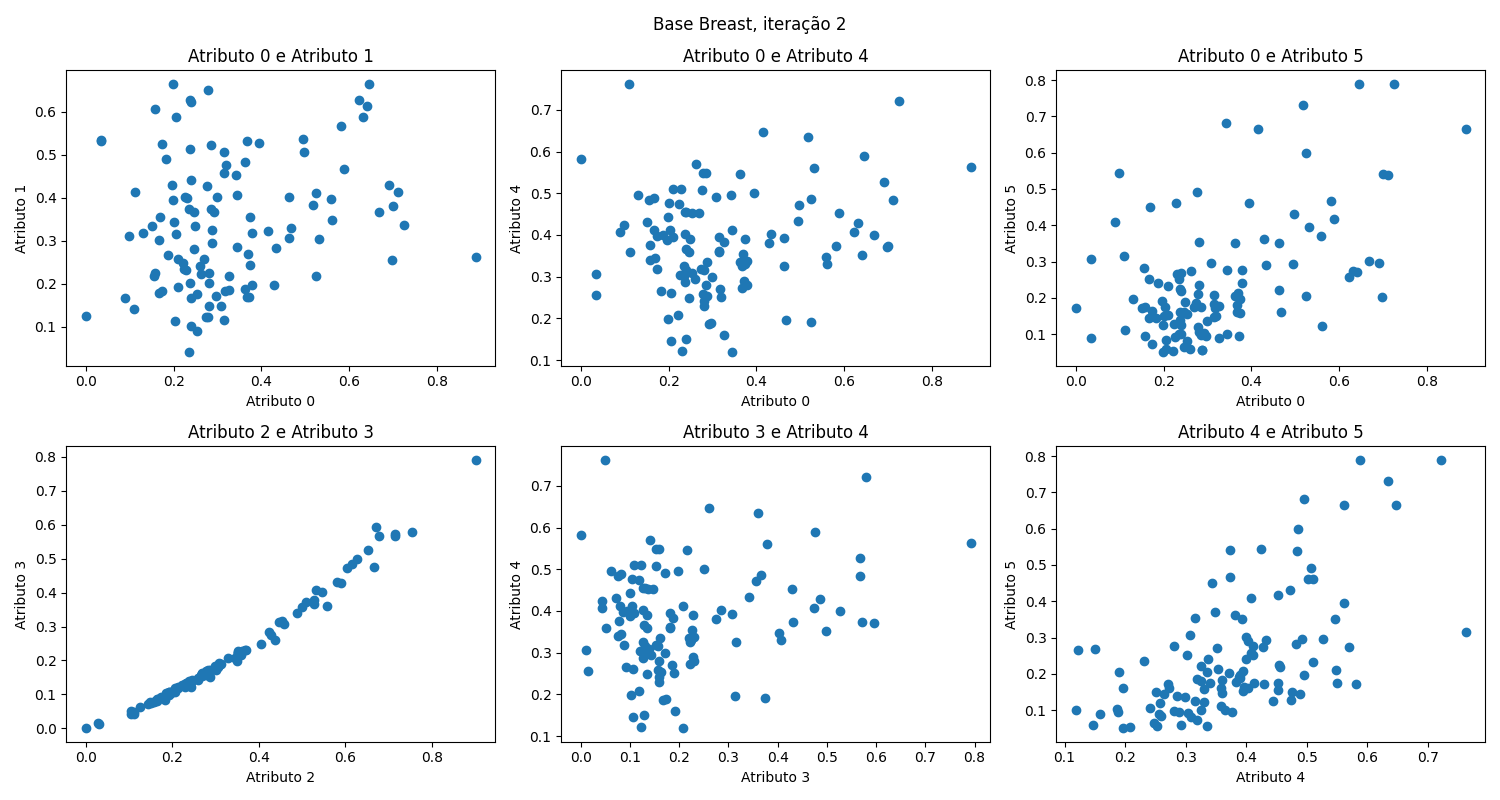 Base Breast, iteração 2
Atributo 0 e Atributo 1
Atributo 1
0.6
0.5
0.4
0.3
0.2
0.1
0.0 0.2 0.4 0.6 0.8
Atributo 0
Atributo 0 e Atributo 4
Atributo 4
0.7
0.6
0.5
0.4
0.3
0.2
0.1
0.0 0.2 0.4 0.6 0.8
Atributo 0
Atributo 0 e Atributo 5
Atributo 5
0.8
0.7
0.6
0.5
0.4
0.3
0.2
0.1
0.0 0.2 0.4 0.6 0.8
Atributo 0
Atributo 2 e Atributo 3
Atributo 3
0.8
0.7
0.6
0.5
0.4
0.3
0.2
0.1
0.0
0.0 0.2 0.4 0.6 0.8
Atributo 2
Atributo 3 e Atributo 4
Atributo 4
0.7
0.6
0.5
0.4
0.3
0.2
0.1
0.0 0.1 0.2 0.3 0.4 0.5 0.6 0.7 0.8
Atributo 3
Atributo 4 e Atributo 5
Atributo 5
0.8
0.7
0.6
0.5
0.4
0.3
0.2
0.1
0.1 0.2 0.3 0.4 0.5 0.6 0.7
Atributo 4